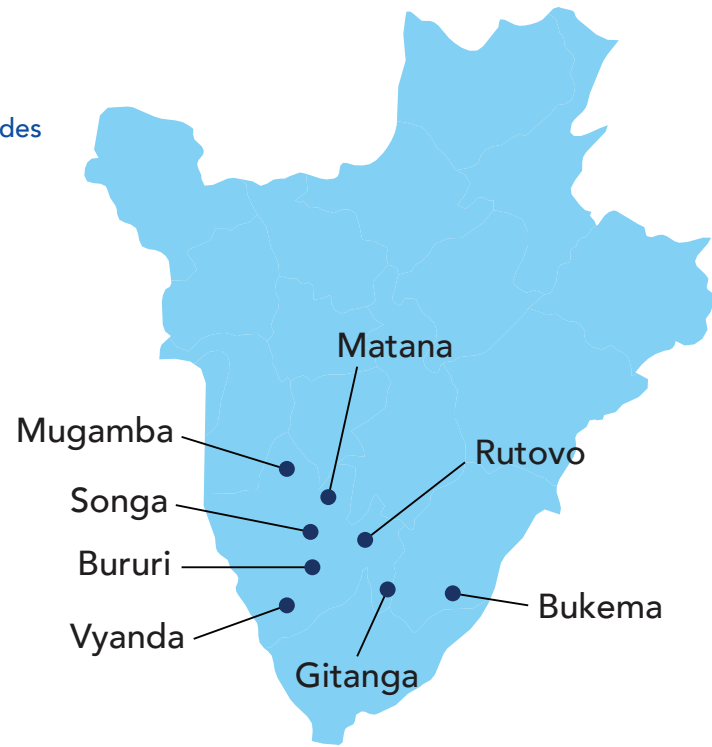 des
Matana
Mugamba
Rutovo
Songa
Bururi
Bukema
Vyanda
Gitanga